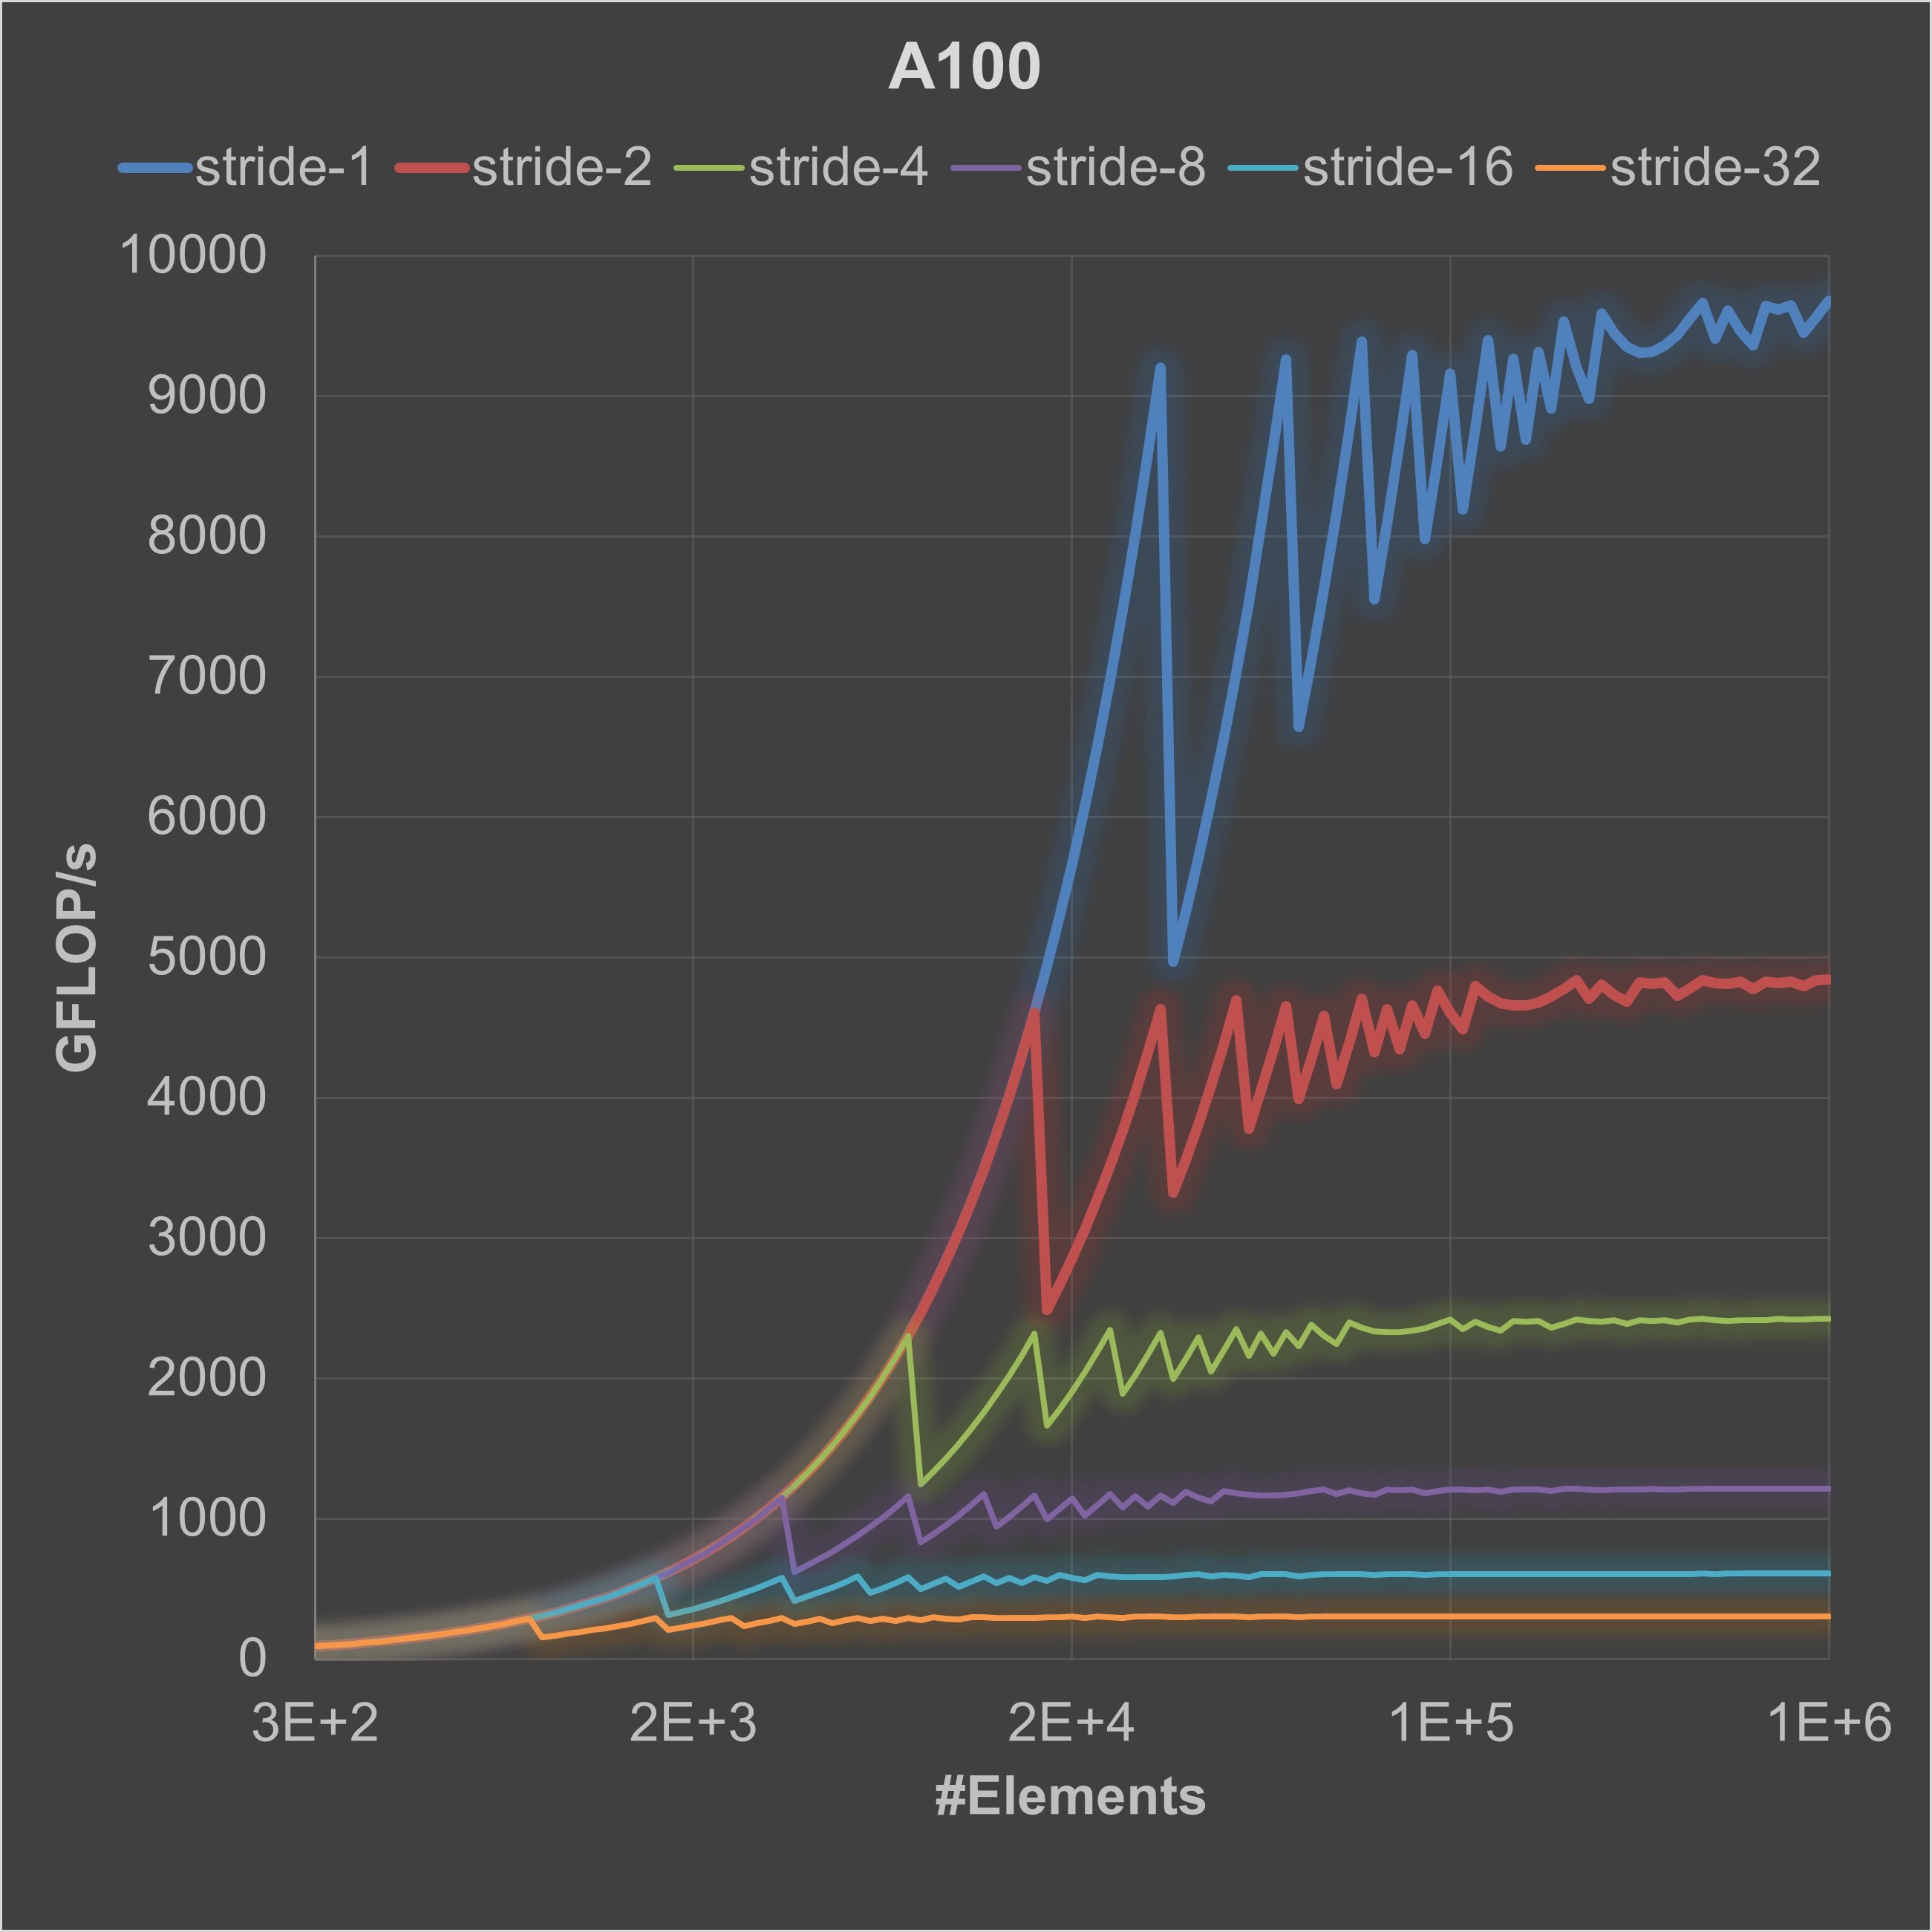 A100
stride-1 stride-2 stride-4 stride-8 stride-16 stride-32
10000
9000
8000
7000
6000
5000
4000
3000
2000
1000
0
GFLOP/s
3E+2 2E+3 2E+4 1E+5 1E+6
#Elements